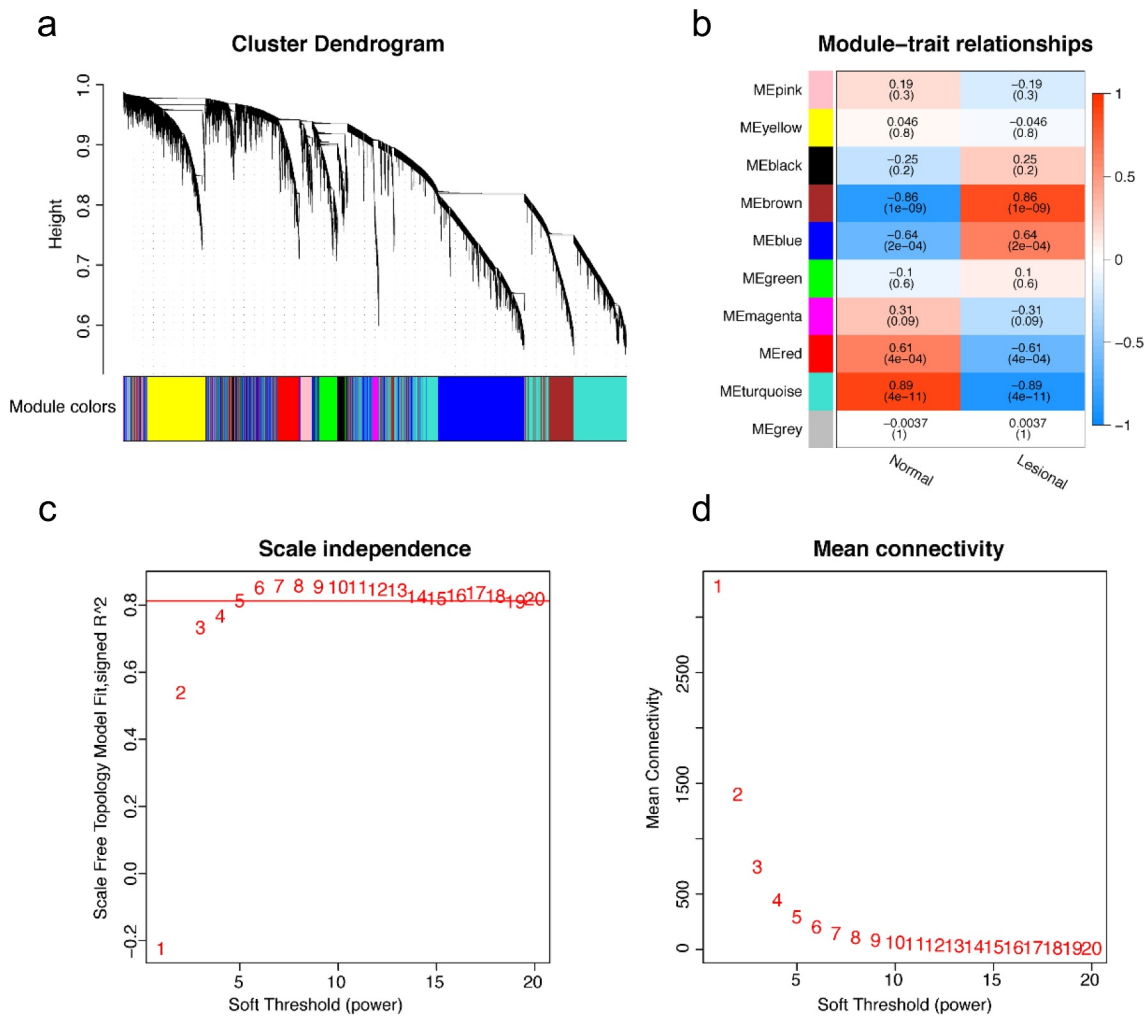 a
Cluster Dendrogram
1.0
0.9
0.8
0.7
0.6
Height
Module colors
b
Module−trait relationships
MEpink
0.19
(0.3)
−0.19
(0.3)
MEyellow
0.046
(0.8)
−0.046
(0.8)
MEblack
−0.25
(0.2)
0.25
(0.2)
MEbrown
−0.86
(1e−09)
0.86
(1e−09)
MEblue
−0.64
(2e−04)
0.64
(2e−04)
MEgreen
−0.1
(0.6)
0.1
(0.6)
MEmagenta
0.31
(0.09)
−0.31
(0.09)
MEred
0.61
(4e−04)
−0.61
(4e−04)
MEturquoise
0.89
(4e−11)
−0.89
(4e−11)
MEgrey
−0.0037
(1)
0.0037
(1)
Normal
Lesional
1
0.5
0
−0.5
−1
c
Scale independence
Scale Free Topology Model Fit,signed R^2
0.8
0.6
0.4
0.2
0.0
−0.2
1
2
3
4
5
6
7
8
9
10
11
12
13
14
15
16
17
18
19
20
5
10
15
20
Soft Threshold (power)
d
Mean connectivity
Mean Connectivity
2500
1500
500
0
1
2
3
4
5
6
7
8
9
10
11
12
13
14
15
16
17
18
19
20
5
10
15
20
Soft Threshold (power)